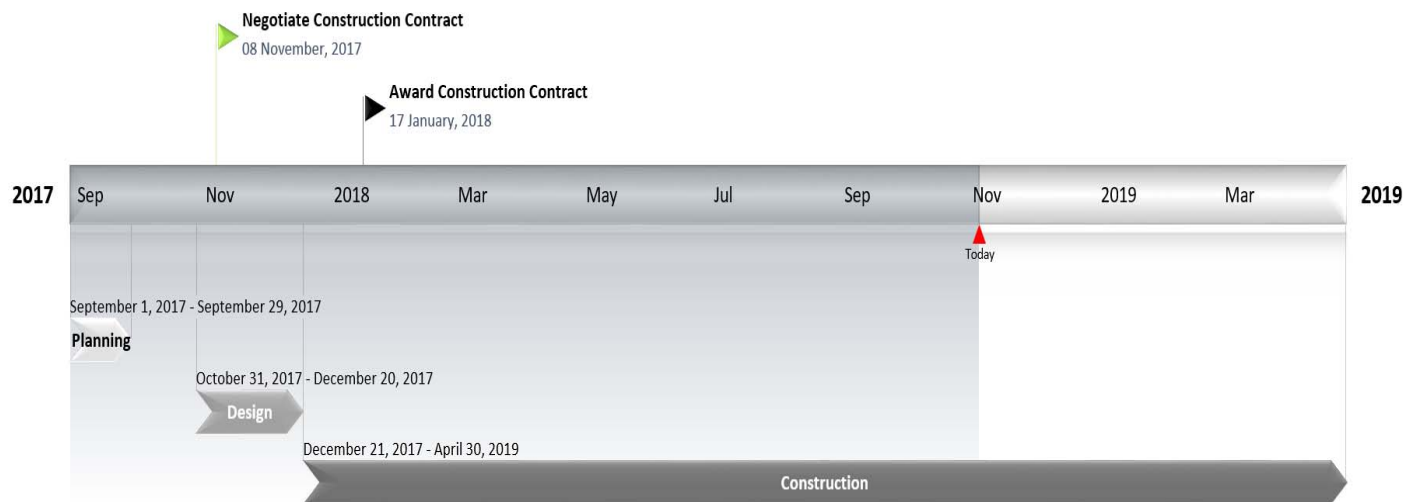 Negotiate Construction Contract
08 November, 2017
Award Construction Contract
17 January, 2018
2017 Sep Nov 2018 Mar May Jul Sep Nov 2019 Mar 2019
Today
September 1, 2017 - September 29, 2017
Planning
October 31, 2017 - December 20, 2017
Design
December 21, 2017 - April 30, 2019
Construction